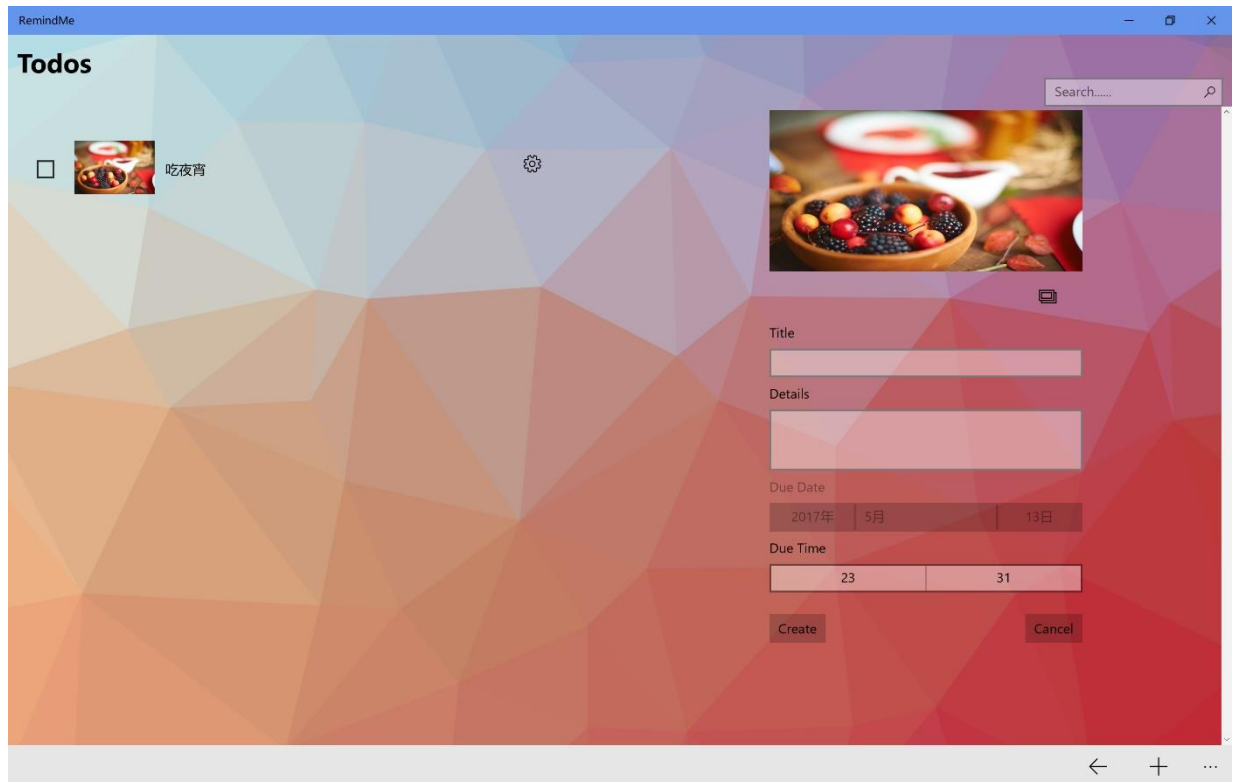 RemindMe
Todos
Search......
吃夜宵
Title
Details
Due Date
2017年 5月 13日
Due Time
23 31
Create Cancel